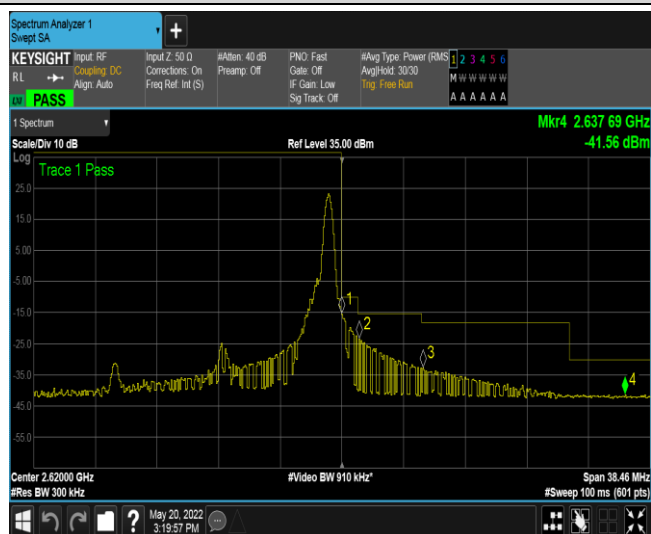 Spectrum Analyzer 1
Swept SA
+
KEYSIGHT
RL
LXI PASS
Input: RF
Coupling: DC
Align: Auto
Input Z: 50 Ω
Corrections: On
Freq Ref: Int (S)
#Atten: 40 dB
Preamp: Off
PNO: Fast
Gate: Off
IF Gain: Low
Sig Track: Off
#Avg Type: Power (RMS
Avg|Hold: 30/30
Trig: Free Run
1 2 3 4 5 6
M W W W W W
A A A A A A
1 Spectrum
Mkr4 2.637 69 GHz
Scale/Div 10 dB
Ref Level 35.00 dBm
-41.56 dBm
Log
Trace 1 Pass
25.0
15.0
5.00
-5.00
-15.0
-25.0
-35.0
-45.0
-55.0
1
2
3
4
Center 2.62000 GHz
#Video BW 910 kHz*
Span 38.46 MHz
#Res BW 300 kHz
#Sweep 100 ms (601 pts)
?
May 20, 2022
3:19:57 PM